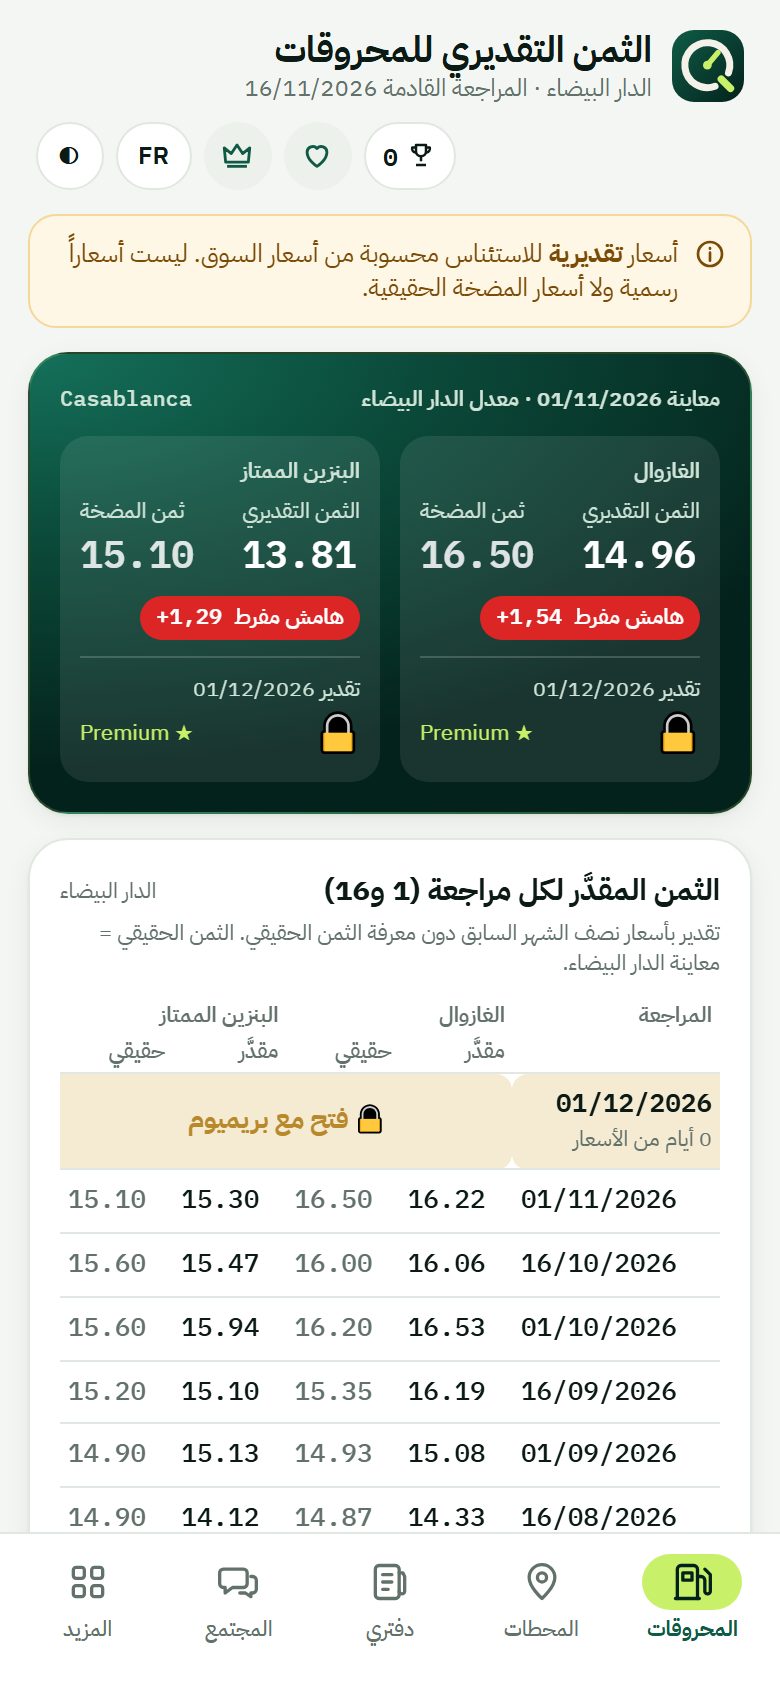 الثمن التقديري للمحروقات
الدار البيضاء · المراجعة القادمة 16/11/2026
0
FR
أسعار تقديرية للاستئناس محسوبة من أسعار السوق. ليست أسعاراً
رسمية ولا أسعار المضخة الحقيقية.
معاينة 01/11/2026 · معدل الدار البيضاء
Casablanca
الغازوال
الثمن التقديري ثمن المضخة
14.96 16.50
هامش مفرط +1,54
تقدير 01/12/2026
Premium ★
البنزين الممتاز
الثمن التقديري ثمن المضخة
13.81 15.10
هامش مفرط +1,29
تقدير 01/12/2026
Premium ★
الثمن المقدَّر لكل مراجعة (1 و16)
الدار البيضاء
تقدير بأسعار نصف الشهر السابق دون معرفة الثمن الحقيقي. الثمن الحقيقي =
معاينة الدار البيضاء.
المراجعة الغازوال البنزين الممتاز
مقدَّر حقيقي مقدَّر حقيقي
01/12/2026
0 أيام من الأسعار
فتح مع بريميوم
01/11/2026 16.22 16.50 15.30 15.10
16/10/2026 16.06 16.00 15.47 15.60
01/10/2026 16.53 16.20 15.94 15.60
16/09/2026 16.19 15.35 15.10 15.20
01/09/2026 15.08 14.93 15.13 14.90
16/08/2026 14.33 14.87 14.12 14.90
المحروقات المحطات دفتري المجتمع المزيد